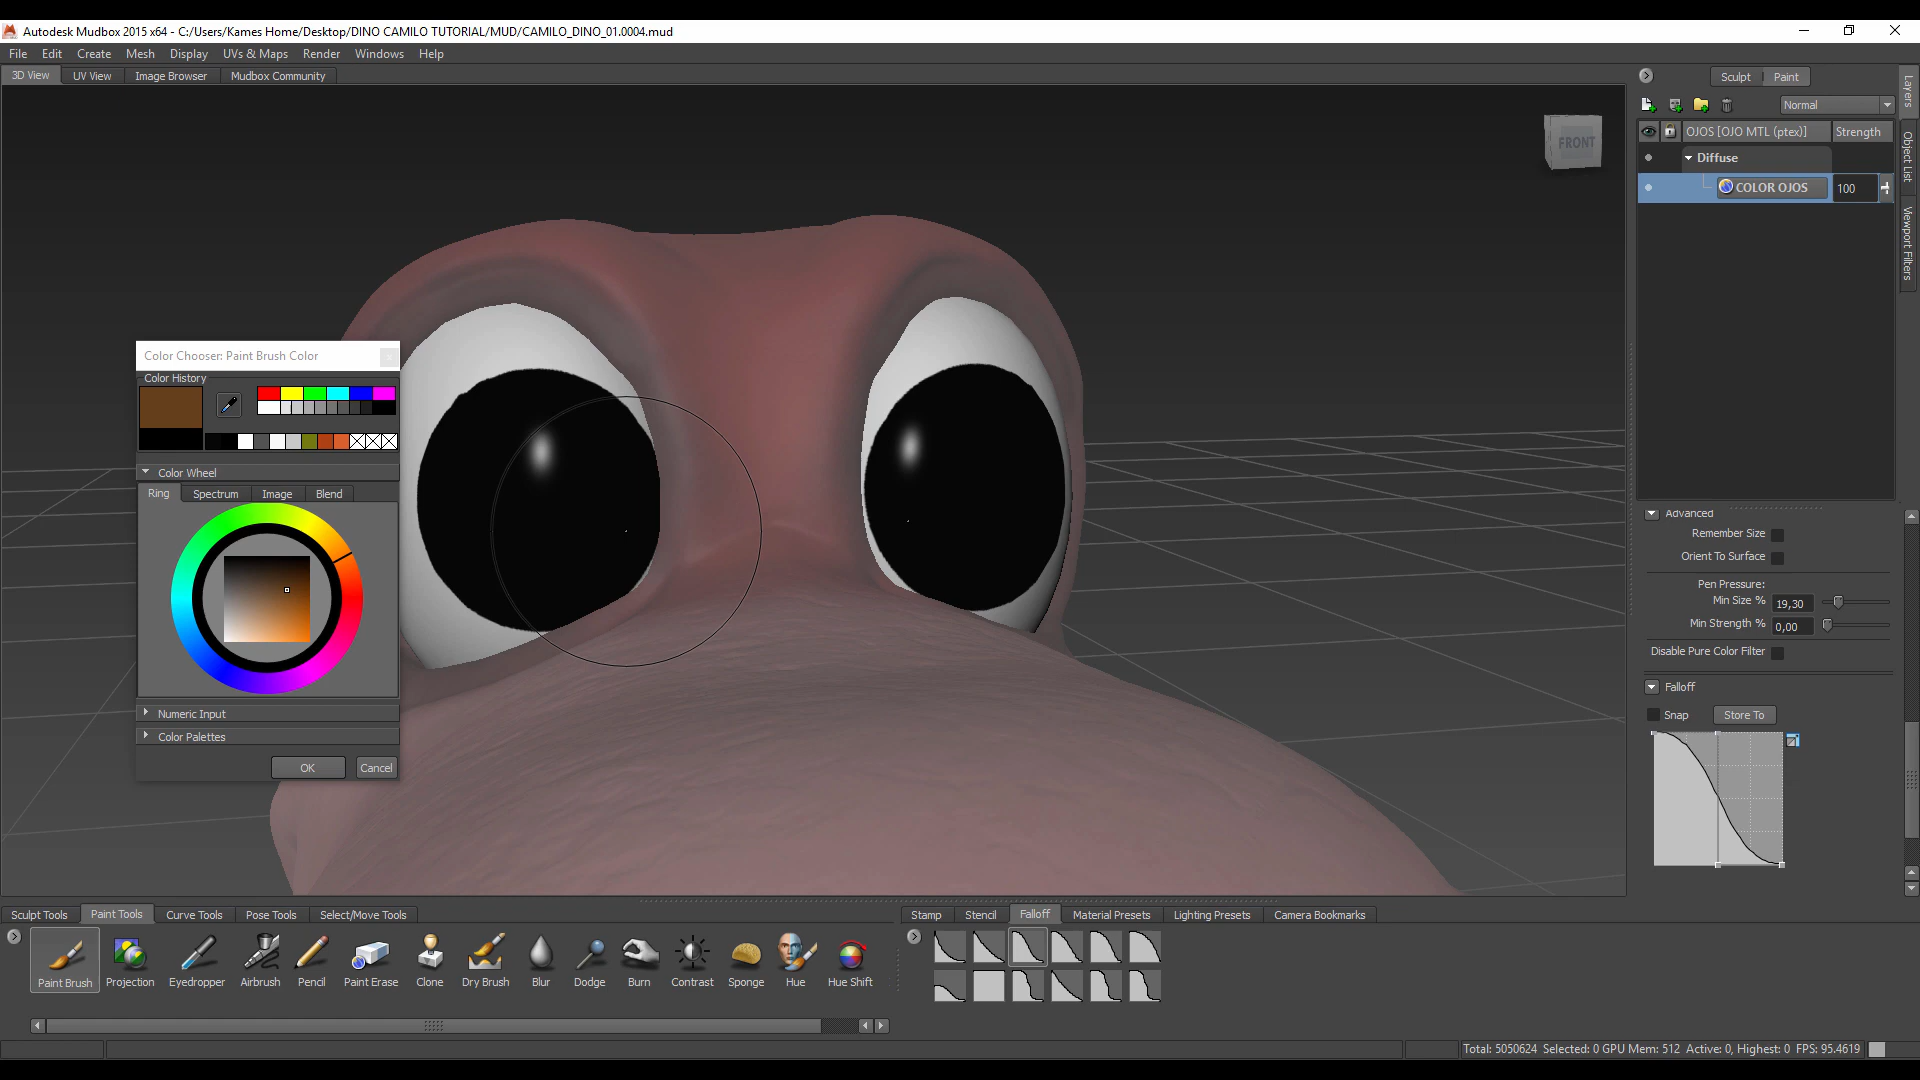 Autodesk Mudbox 2015 x64 - C:/Users/Kames Home/Desktop/DINO CAMILO TUTORIAL/MUD/CAMILO_DINO_01.0004.mud
File Edit Create Mesh Display UVs & Maps Render Windows Help
3D View UV View Image Browser Mudbox Community
Sculpt Paint
Normal
OJOS [OJO MTL (ptex)] Strength
Diffuse
COLOR OJOS 100
Layers
Object List
Viewport Filters
FRONT
Color Chooser: Paint Brush Color
Color History
Color Wheel
Ring Spectrum Image Blend
Numeric Input
Color Palettes
OK Cancel
Advanced
Remember Size
Orient To Surface
Pen Pressure:
Min Size % 19,30
Min Strength % 0,00
Disable Pure Color Filter
Falloff
Snap Store To
Sculpt Tools Paint Tools Curve Tools Pose Tools Select/Move Tools
Paint Brush Projection Eyedropper Airbrush Pencil Paint Erase Clone Dry Brush Blur Dodge Burn Contrast Sponge Hue Hue Shift
Stamp Stencil Falloff Material Presets Lighting Presets Camera Bookmarks
Total: 5050624 Selected: 0 GPU Mem: 512 Active: 0, Highest: 0 FPS: 95.4619